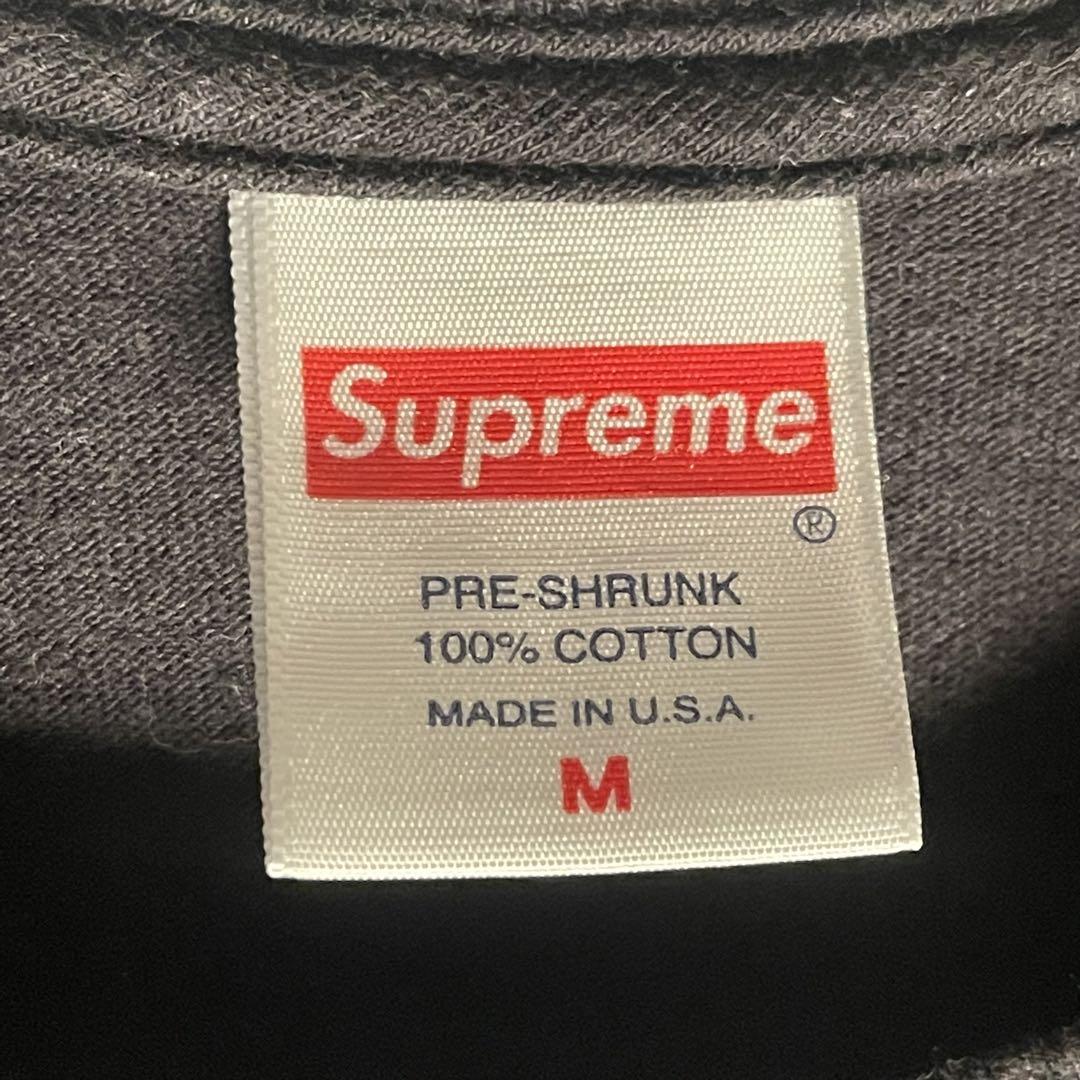 Supreme
®
PRE-SHRUNK
100% COTTON
MADE IN U.S.A.
M